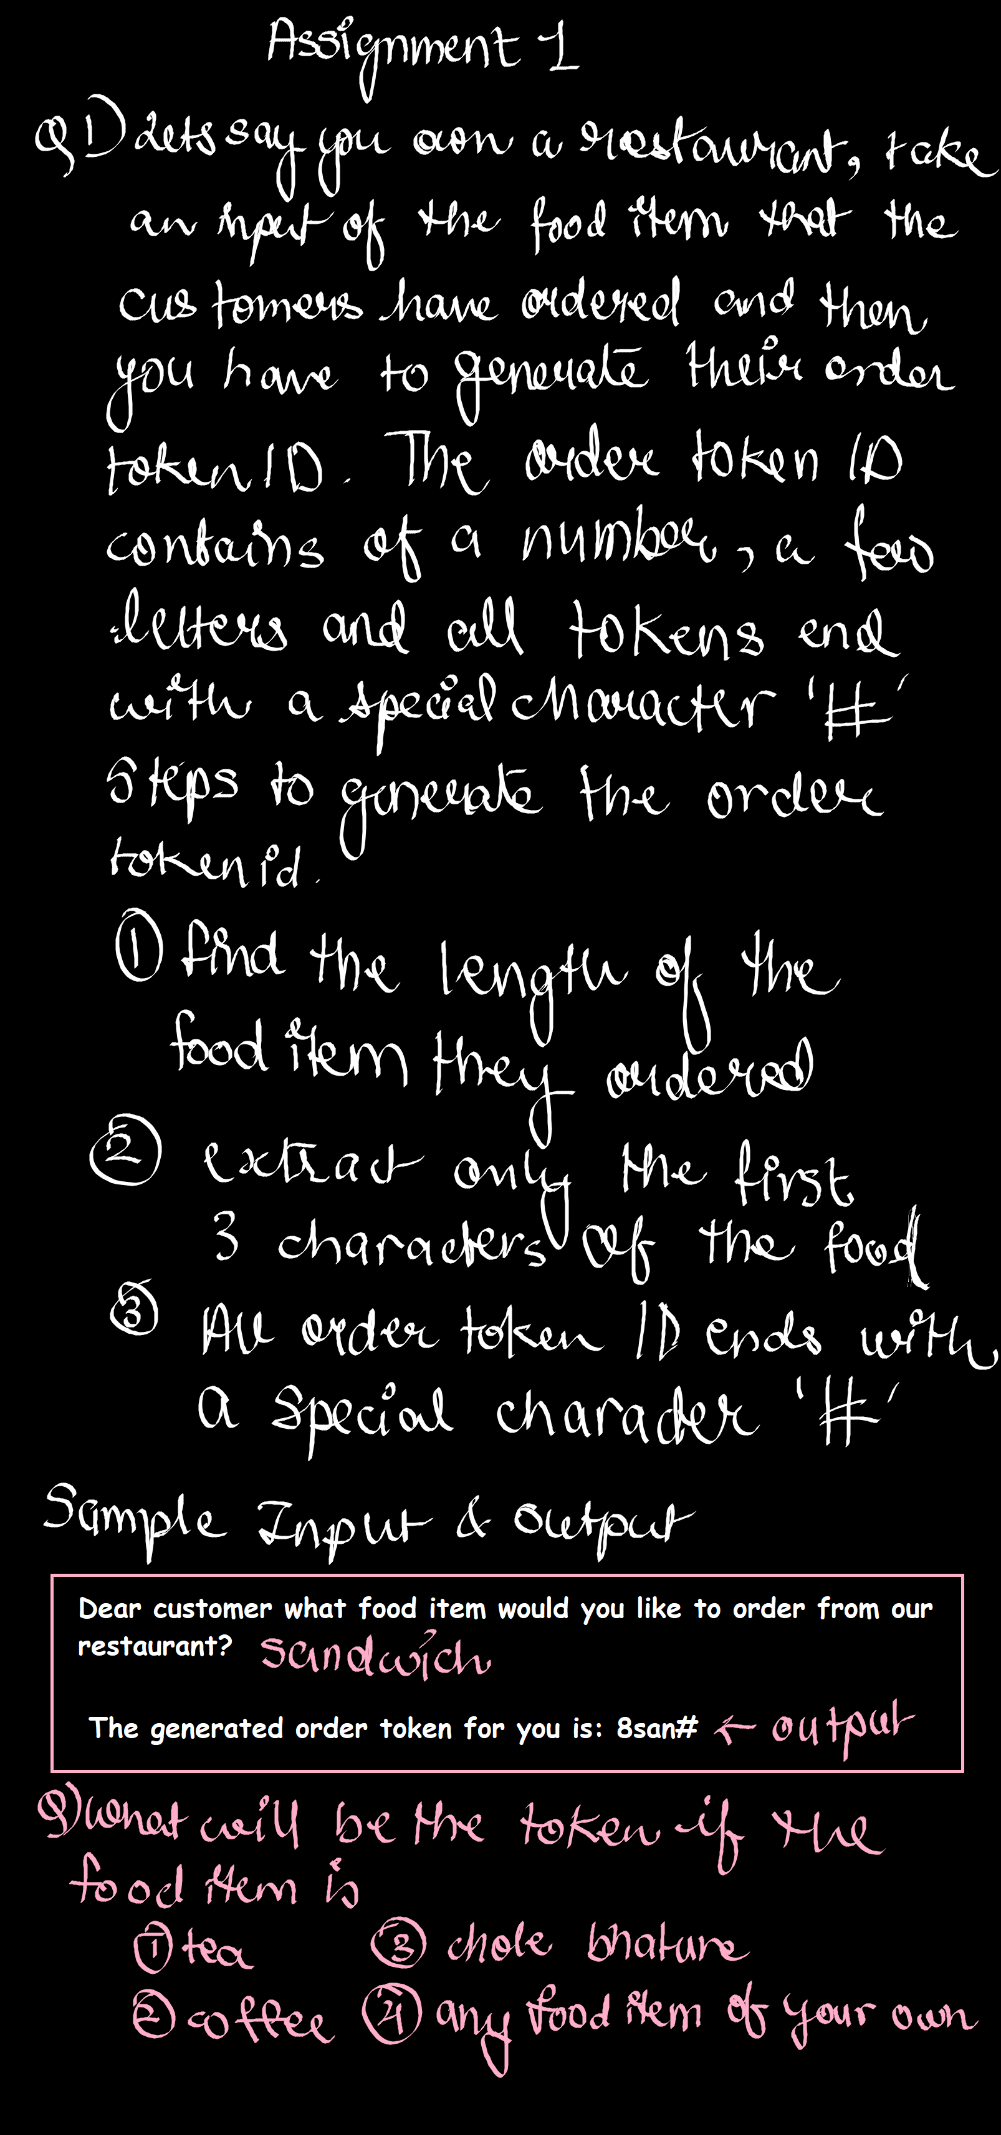 Assignment 1
Q1) Lets say you own a restaurant, take
an input of the food item that the
customers have ordered and then
you have to generate their order
token ID. The order token ID
contains of a number, a few
letters and all tokens end
with a special character '#'
Steps to generate the order
token id.
① find the length of the
food item they ordered
② extract only the first
3 characters of the food
③ All order token ID ends with
a special character '#'
Sample Input & Output
Dear customer what food item would you like to order from our
restaurant? sandwich
The generated order token for you is: 8san# ← output
Q) what will be the token if the
food item is
① tea ③ chole bhature
② coffee ④ any food item of your own